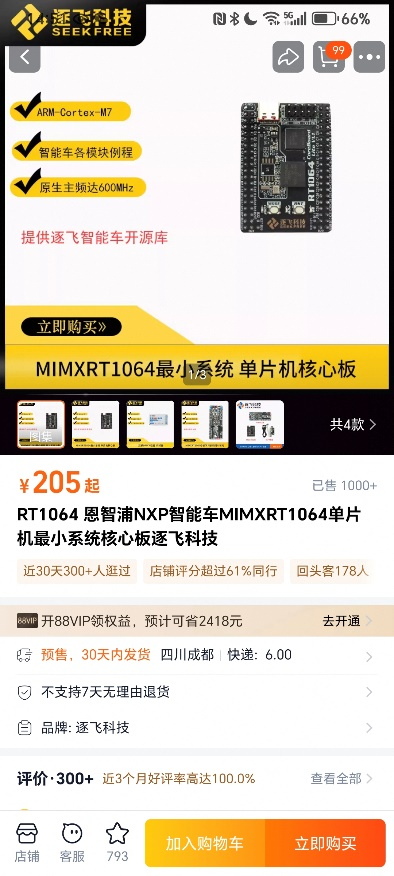 逐飞科技
SEEKFREE
5G
66%
99
ARM-Cortex-M7
智能车各模块例程
原生主频达600MHz
提供逐飞智能车开源库
RT1064
逐飞科技
SEEKFREE
立即购买》
MIMXRT1064最小系统 单片机核心板
1/3
图集
共4款
¥205起
已售 1000+
RT1064 恩智浦NXP智能车MIMXRT1064单片
机最小系统核心板逐飞科技
近30天300+人逛过
店铺评分超过61%同行
回头客178人
88VIP 开88VIP领权益，预计可省2418元
去开通
预售，30天内发货 四川成都 快递: 6.00
不支持7天无理由退货
品牌: 逐飞科技
评价·300+ 近3个月好评率高达100.0%
查看全部
店铺
客服
793
加入购物车
立即购买